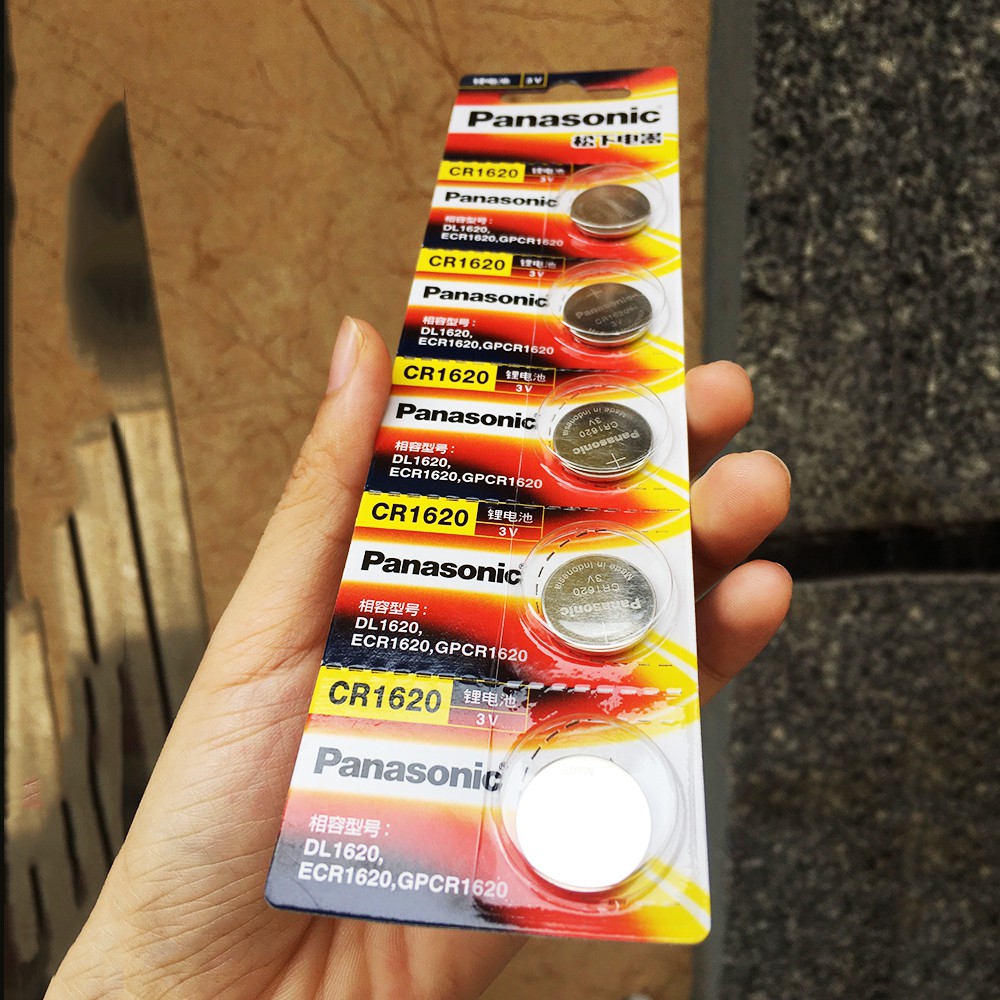 锂电池 3V
Panasonic
松下电器
CR1620 锂电池
3V
Panasonic
相容型号:
DL1620,
ECR1620,GPCR1620
CR1620 锂电池
3V
Panasonic
相容型号:
DL1620,
ECR1620,GPCR1620
+
Panasonic
CR1620
3V
CR1620 锂电池
3V
Panasonic
相容型号:
DL1620,
ECR1620,GPCR1620
Made in Indonesia
3V
CR1620
Panasonic
+
CR1620 锂电池
3V
Panasonic
相容型号:
DL1620,
ECR1620,GPCR1620
Made in Indonesia
3V
CR1620
Panasonic
CR1620 锂电池
3V
Panasonic
相容型号:
DL1620,
ECR1620,GPCR1620